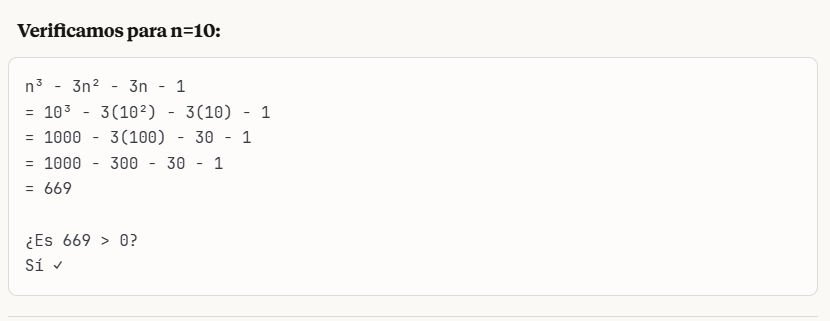 Verificamos para n=10:
n³ - 3n² - 3n - 1
= 10³ - 3(10²) - 3(10) - 1
= 1000 - 3(100) - 30 - 1
= 1000 - 300 - 30 - 1
= 669
¿Es 669 > 0?
Sí ✓